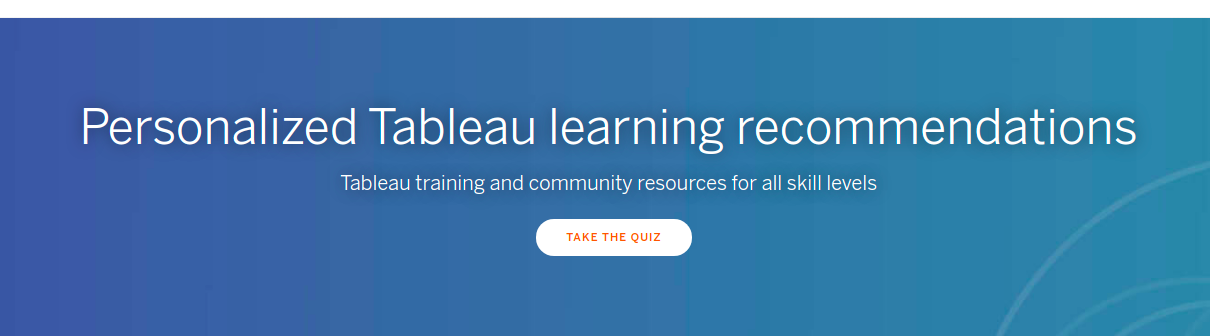 Personalized Tableau learning recommendations
Tableau training and community resources for all skill levels
TAKE THE QUIZ